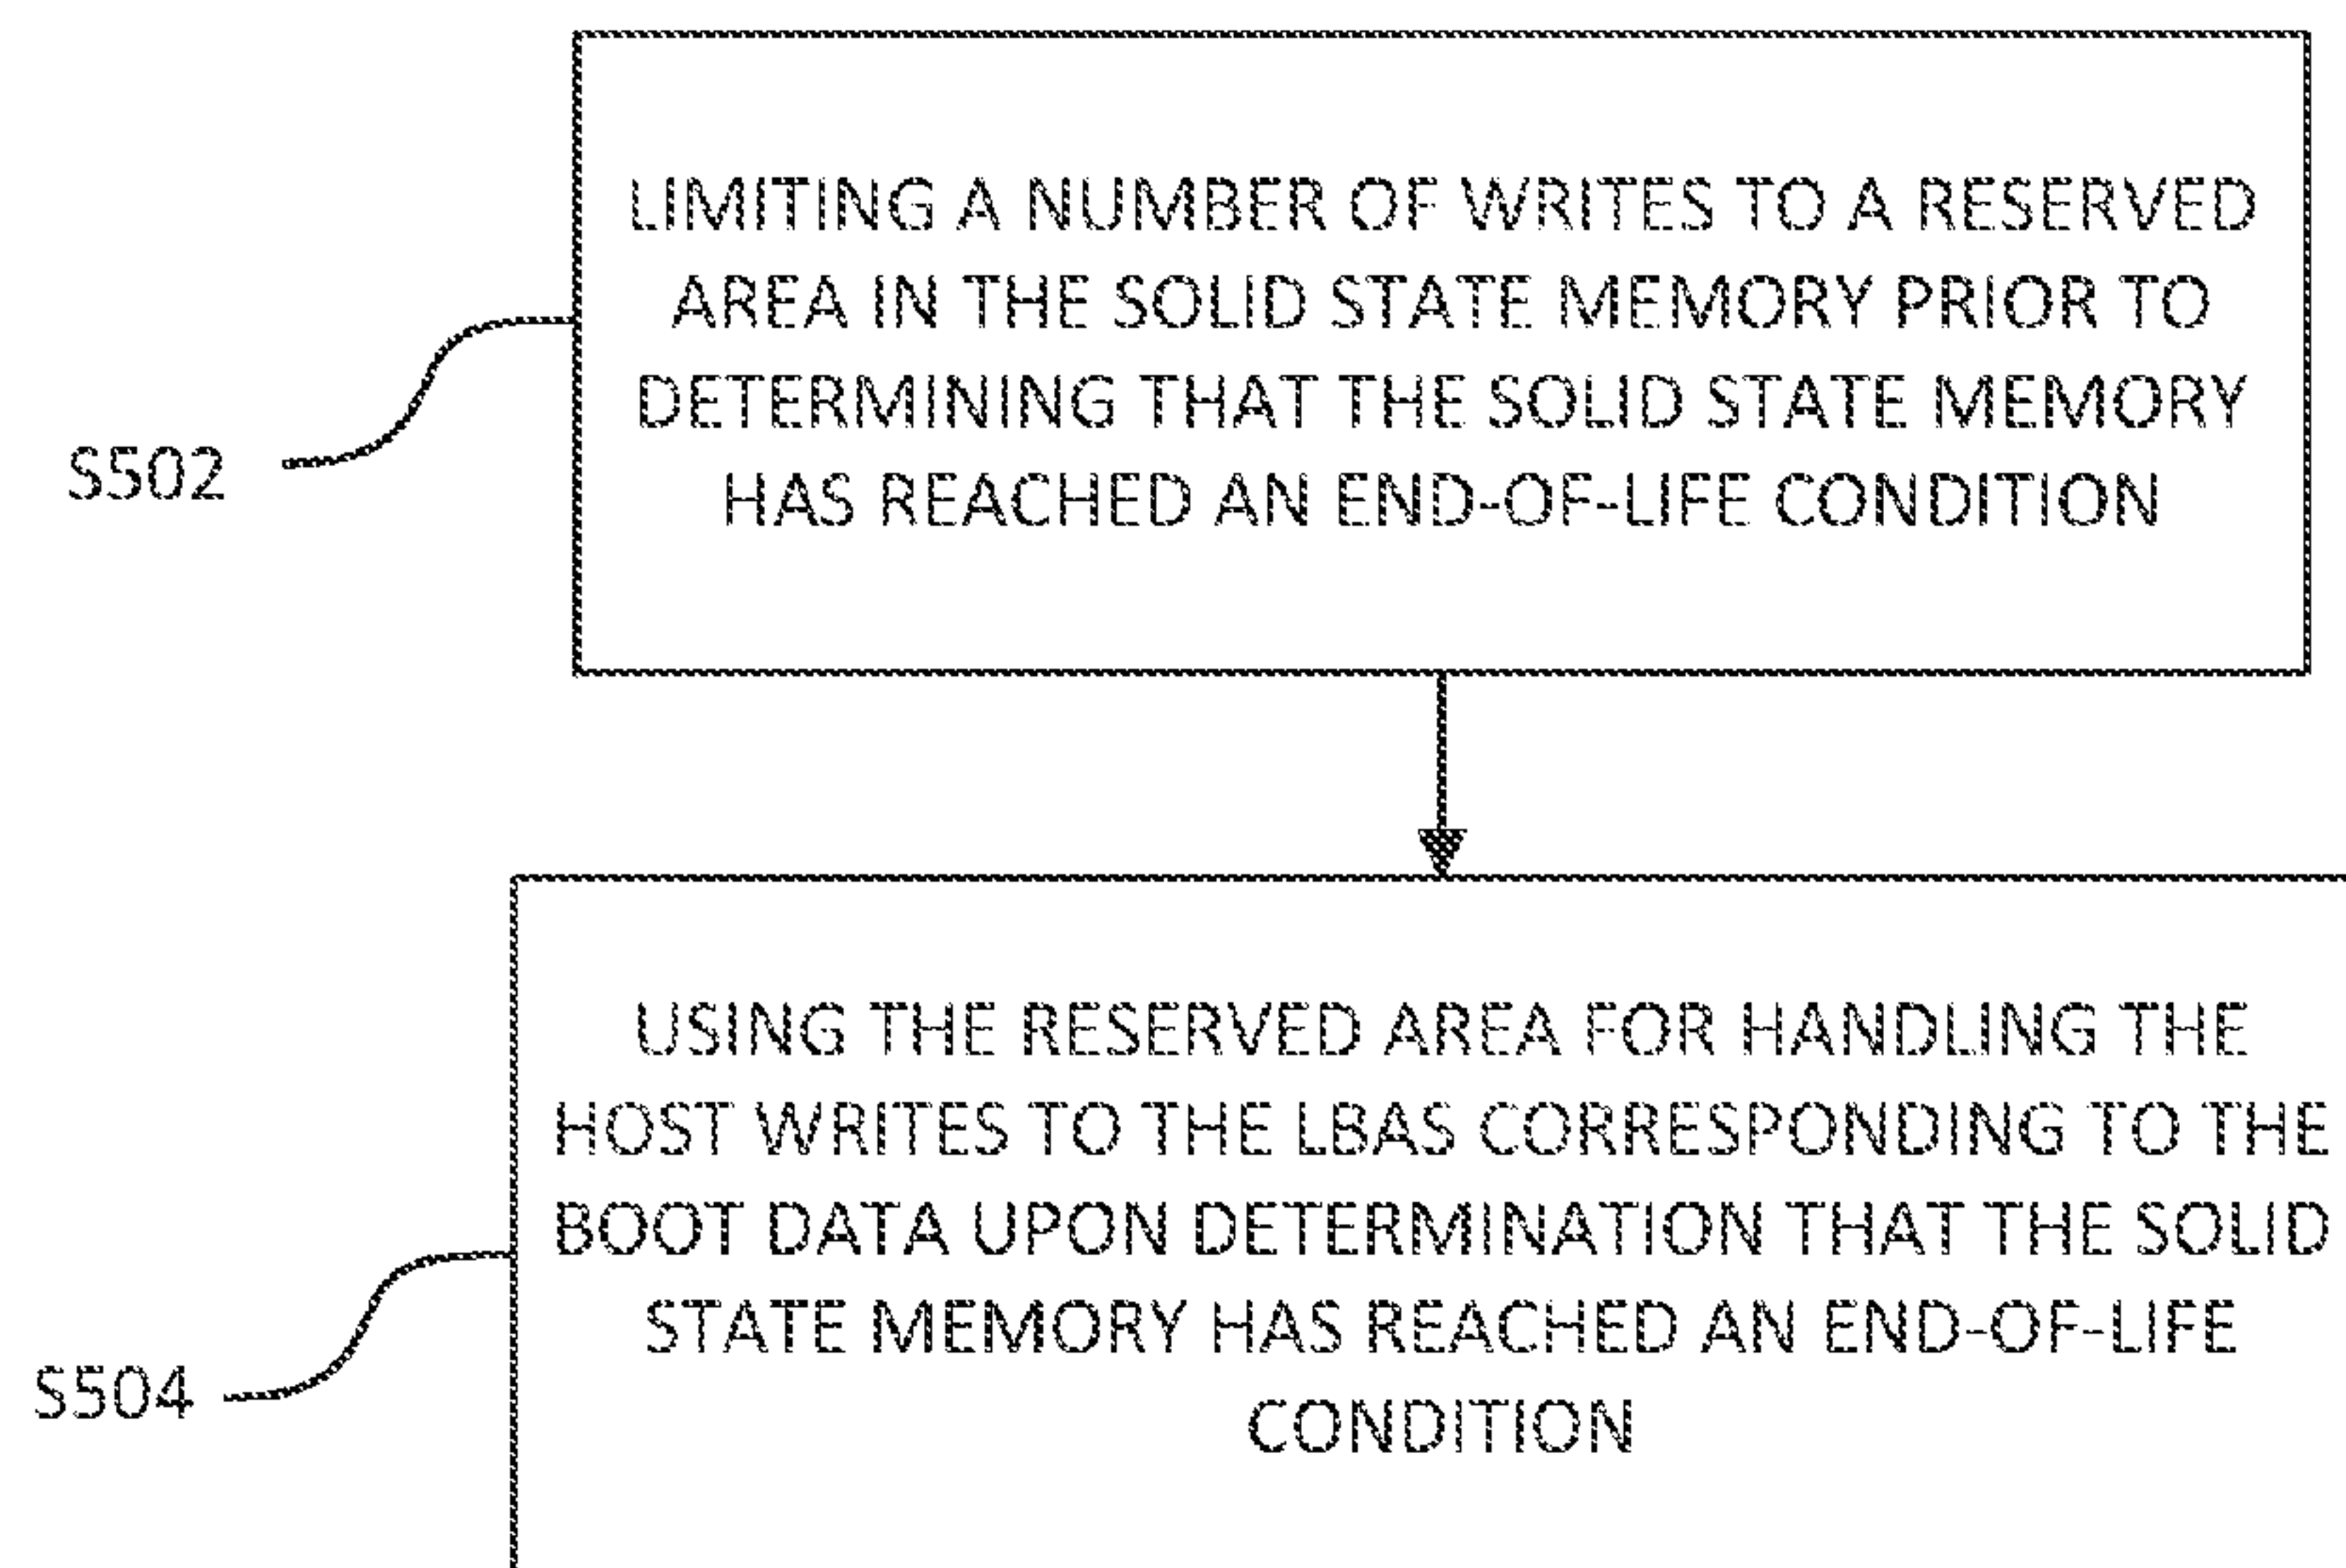 LIMITING A NUMBER OF WRITES TO A RESERVED
AREA IN THE SOLID STATE MEMORY PRIOR TO
DETERMINING THAT THE SOLID STATE MEMORY
HAS REACHED AN END-OF-LIFE CONDITION
S502
USING THE RESERVED AREA FOR HANDLING THE
HOST WRITES TO THE LBAS CORRESPONDING TO THE
BOOT DATA UPON DETERMINATION THAT THE SOLID
STATE MEMORY HAS REACHED AN END-OF-LIFE
CONDITION
S504